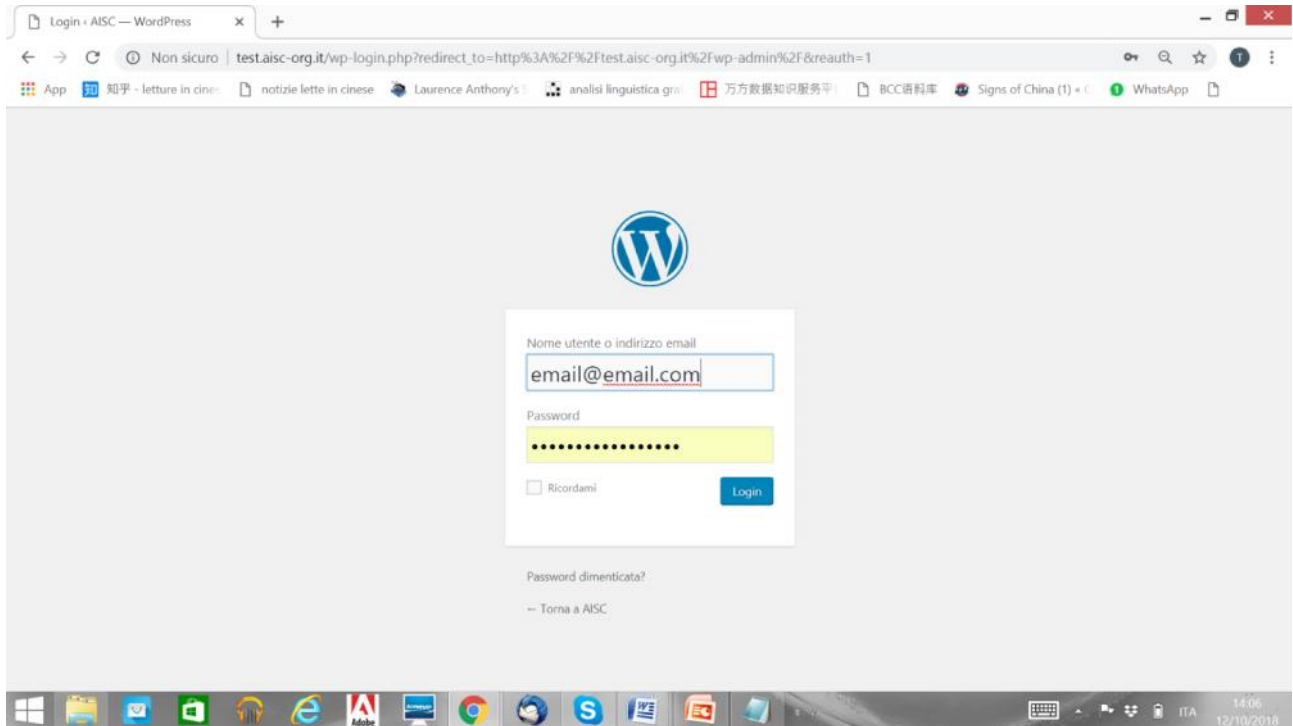 Login ‹ AISC — WordPress
Non sicuro | test.aisc-org.it/wp-login.php?redirect_to=http%3A%2F%2Ftest.aisc-org.it%2Fwp-admin%2F&reauth=1
T
App 知 知乎 - letture in cine notizie lette in cinese Laurence Anthony's analisi linguistica gra 万方数据知识服务平 BCC语料库 Signs of China (1) « 1 WhatsApp
W
Nome utente o indirizzo email
email@email.com
Password
Ricordami
Login
Password dimenticata?
← Torna a AISC
Adobe
ITA
14:06
12/10/2018